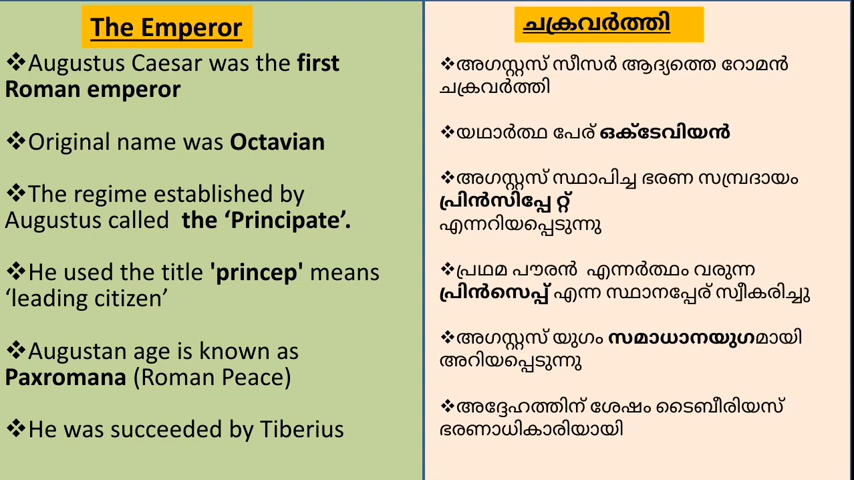 The Emperor
❖Augustus Caesar was the first
Roman emperor
❖Original name was Octavian
❖The regime established by
Augustus called the ‘Principate’.
❖He used the title 'princep' means
‘leading citizen’
❖Augustan age is known as
Paxromana (Roman Peace)
❖He was succeeded by Tiberius
ചക്രവർത്തി
❖അഗസ്റ്റസ് സീസർ ആദ്യത്തെ റോമൻ
ചക്രവർത്തി
❖യഥാർത്ഥ പേര് ഒക്ടേവിയൻ
❖അഗസ്റ്റസ് സ്ഥാപിച്ച ഭരണ സമ്പ്രദായം
പ്രിൻസിപ്പേ റ്റ്
എന്നറിയപ്പെടുന്നു
❖പ്രഥമ പൗരൻ എന്നർത്ഥം വരുന്ന
പ്രിൻസെപ്പ് എന്ന സ്ഥാനപ്പേര് സ്വീകരിച്ചു
❖അഗസ്റ്റസ് യുഗം സമാധാനയുഗമായി
അറിയപ്പെടുന്നു
❖അദ്ദേഹത്തിന് ശേഷം ടൈബീരിയസ്
ഭരണാധികാരിയായി